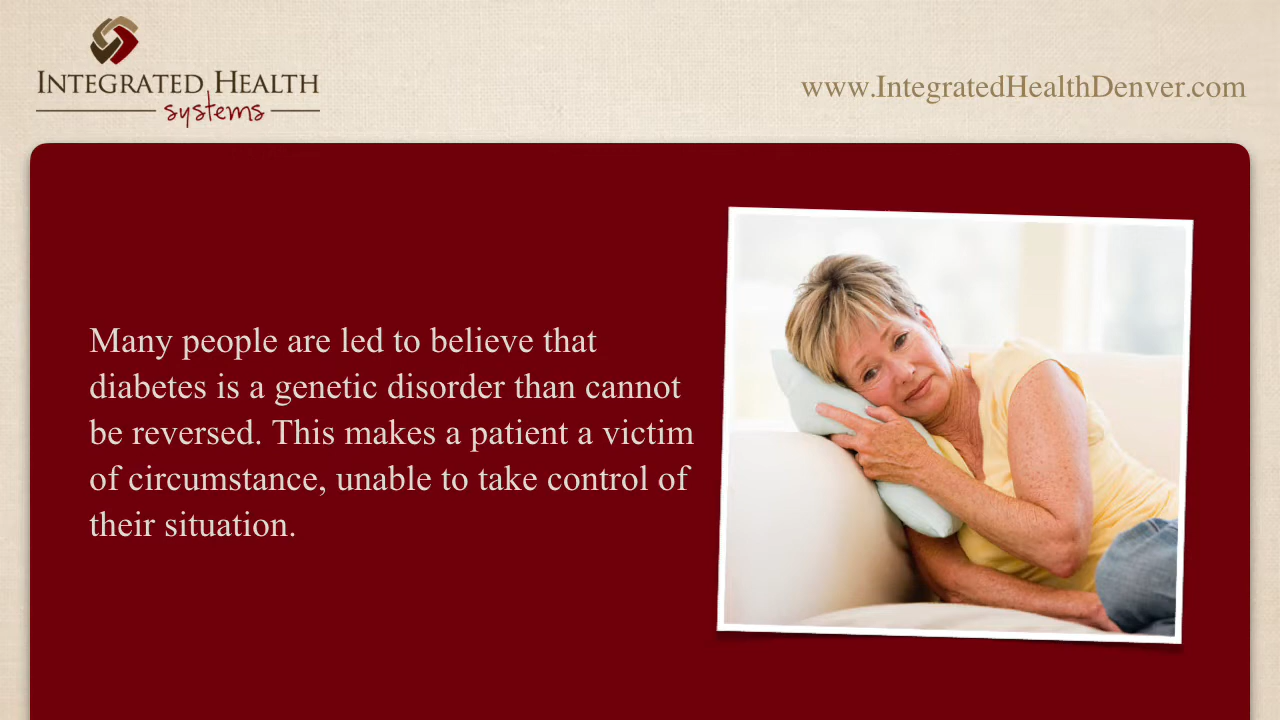 INTEGRATED HEALTH
systems
www.IntegratedHealthDenver.com
Many people are led to believe that
diabetes is a genetic disorder than cannot
be reversed. This makes a patient a victim
of circumstance, unable to take control of
their situation.